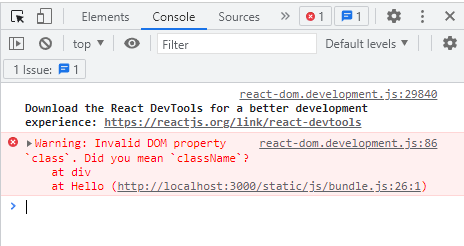 Elements Console Sources » 1 1
top Filter Default levels
1 Issue: 1
react-dom.development.js:29840
Download the React DevTools for a better development
experience: https://reactjs.org/link/react-devtools
Warning: Invalid DOM property react-dom.development.js:86
`class`. Did you mean `className`?
at div
at Hello (http://localhost:3000/static/js/bundle.js:26:1)
>